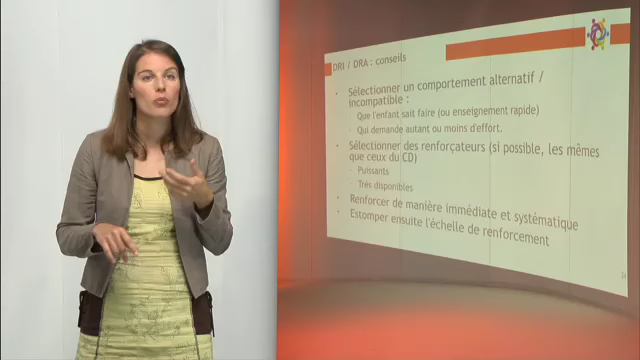 DRI / DRA : conseils
Sélectionner un comportement alternatif /
incompatible :
Que l'enfant sait faire (ou enseignement rapide)
Qui demande autant ou moins d'effort.
Sélectionner des renforçateurs (si possible, les mêmes
que ceux du CD)
Puissants
Très disponibles
Renforcer de manière immédiate et systématique
Estomper ensuite l'échelle de renforcement
24